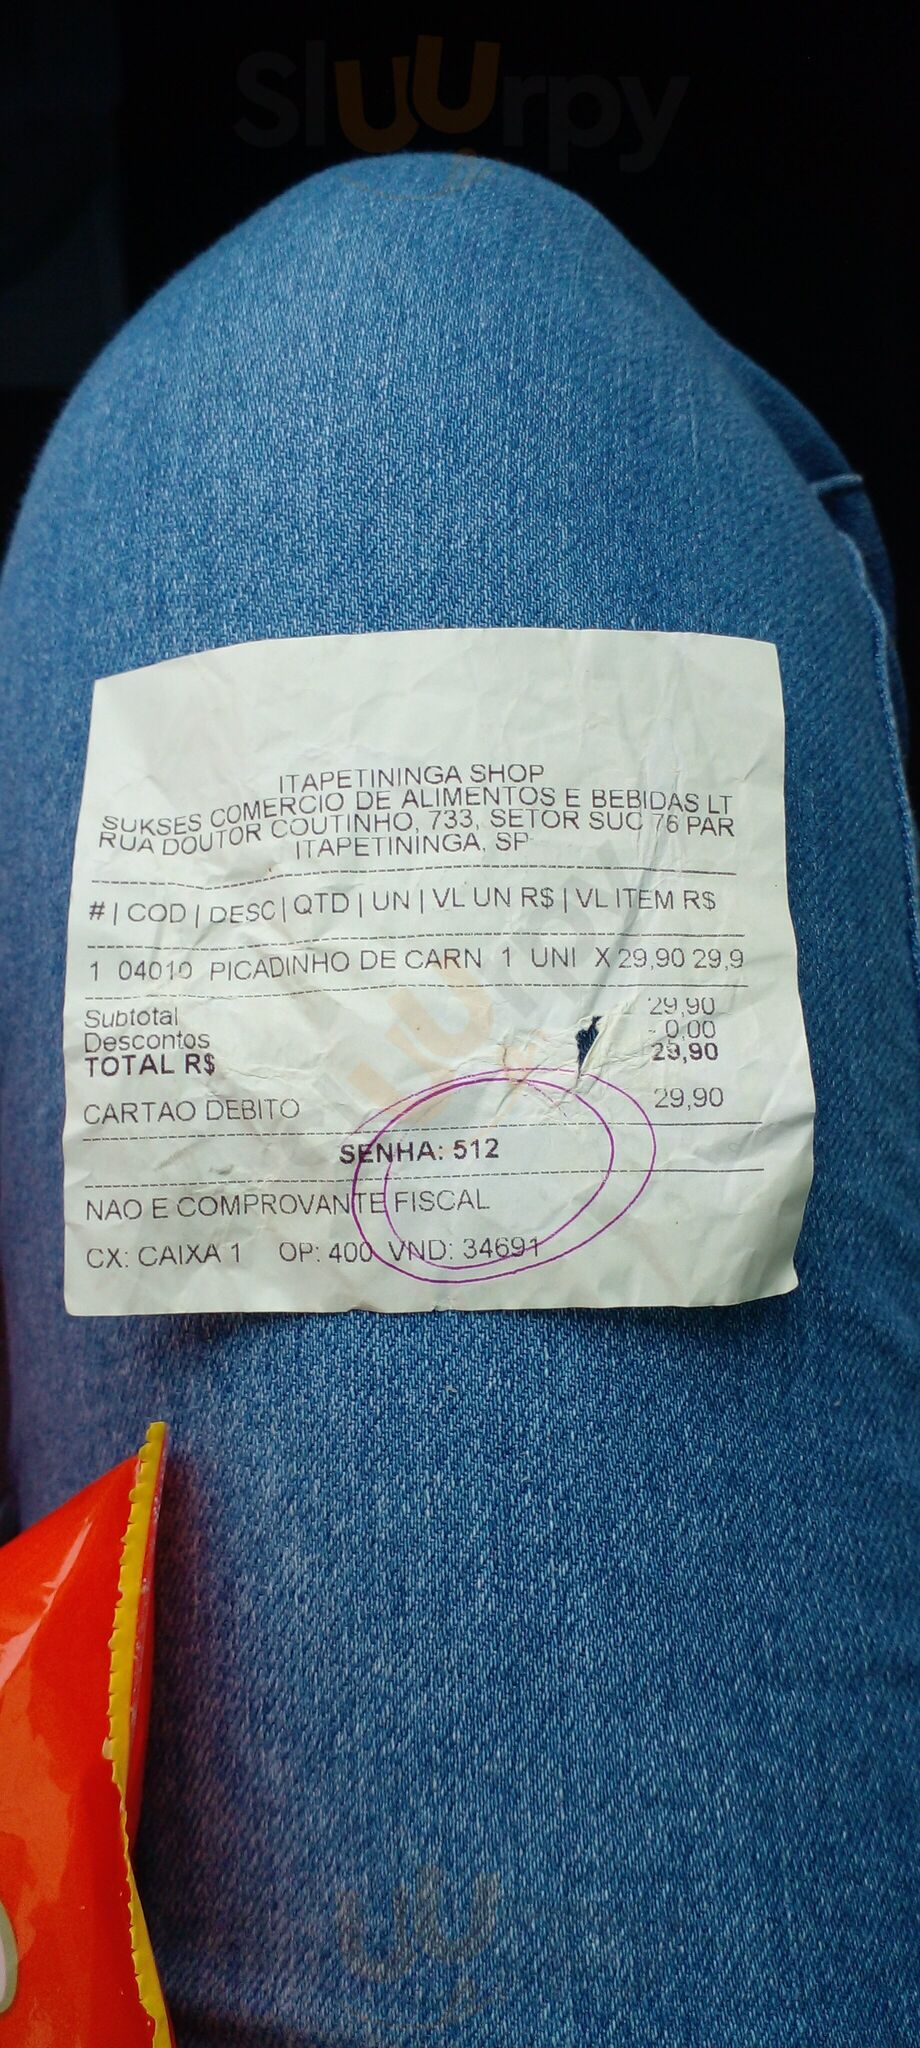 Sluurpy
ITAPETININGA SHOP
SUKSES COMERCIO DE ALIMENTOS E BEBIDAS LT
RUA DOUTOR COUTINHO, 733, SETOR SUC 76 PAR
ITAPETININGA, SP
# | COD | DESC | QTD | UN | VL UN R$ | VL ITEM R$
1 04010 PICADINHO DE CARN 1 UNI X 29,90 29,9
Subtotal 29,90
Descontos - 0,00
TOTAL R$ 29,90
CARTAO DEBITO 29,90
SENHA: 512
NAO E COMPROVANTE FISCAL
CX: CAIXA 1 OP: 400 VND: 34691